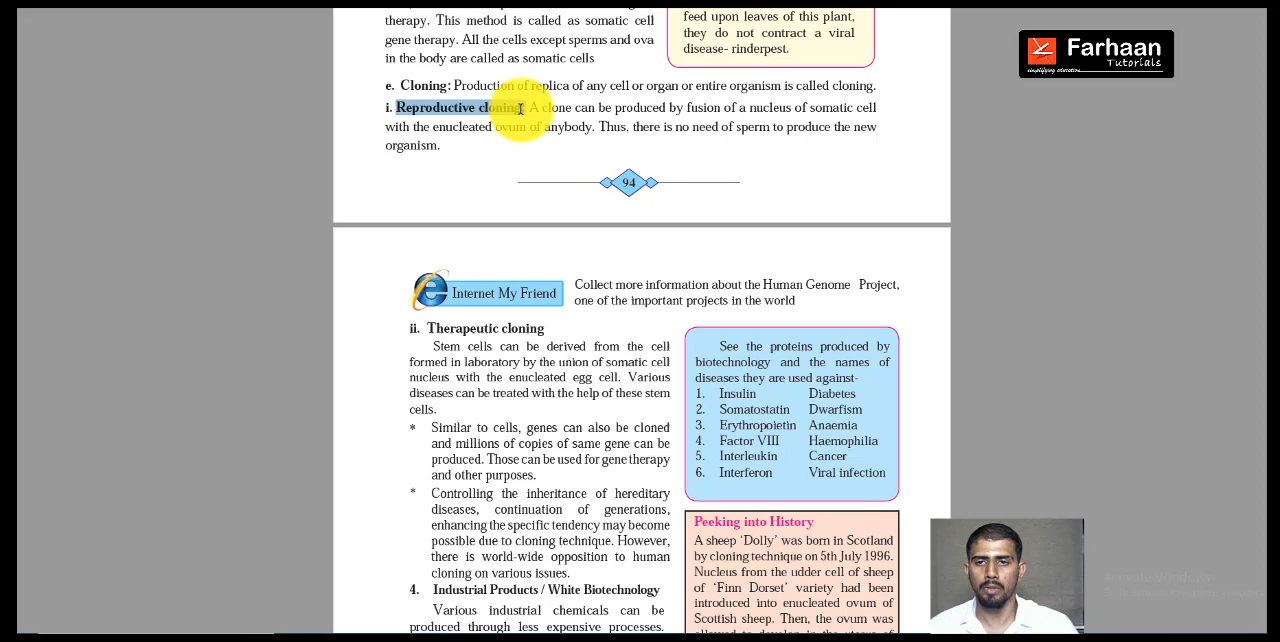 therapy. This method is called as somatic cell
gene therapy. All the cells except sperms and ova
in the body are called as somatic cells
feed upon leaves of this plant,
they do not contract a viral
disease- rinderpest.
Farhaan
Tutorials
simplifying education
e. Cloning: Production of replica of any cell or organ or entire organism is called cloning.
i. Reproductive cloning: A clone can be produced by fusion of a nucleus of somatic cell
with the enucleated ovum of anybody. Thus, there is no need of sperm to produce the new
organism.
94
Internet My Friend
Collect more information about the Human Genome Project,
one of the important projects in the world
ii. Therapeutic cloning
Stem cells can be derived from the cell
formed in laboratory by the union of somatic cell
nucleus with the enucleated egg cell. Various
diseases can be treated with the help of these stem
cells.
* Similar to cells, genes can also be cloned
and millions of copies of same gene can be
produced. Those can be used for gene therapy
and other purposes.
* Controlling the inheritance of hereditary
diseases, continuation of generations,
enhancing the specific tendency may become
possible due to cloning technique. However,
there is world-wide opposition to human
cloning on various issues.
4. Industrial Products / White Biotechnology
Various industrial chemicals can be
produced through less expensive processes.
See the proteins produced by
biotechnology and the names of
diseases they are used against-
1. Insulin Diabetes
2. Somatostatin Dwarfism
3. Erythropoietin Anaemia
4. Factor VIII Haemophilia
5. Interleukin Cancer
6. Interferon Viral infection
Peeking into History
A sheep ‘Dolly’ was born in Scotland
by cloning technique on 5th July 1996.
Nucleus from the udder cell of sheep
of ‘Finn Dorset’ variety had been
introduced into enucleated ovum of
Scottish sheep. Then, the ovum was
Activate Windows